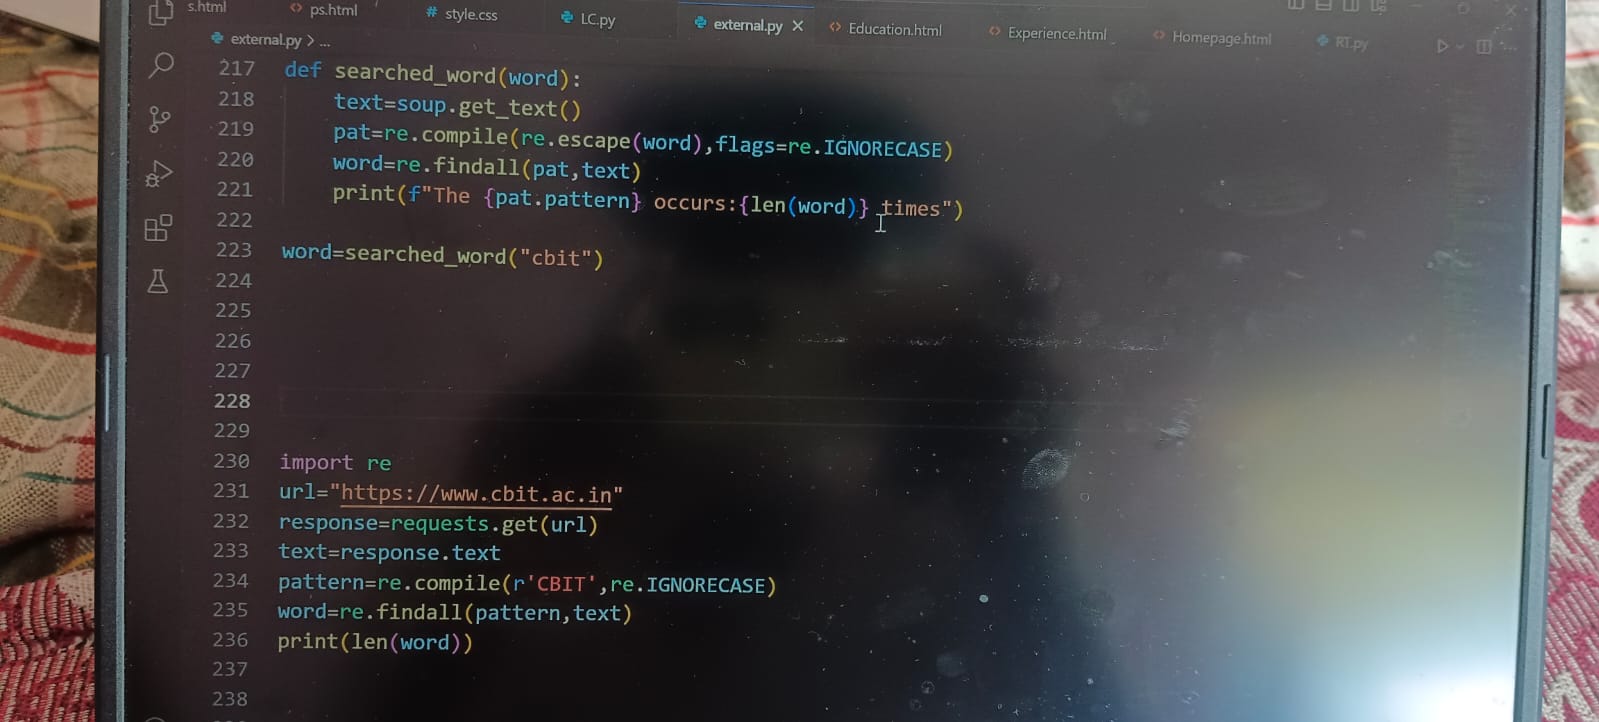 s.html ps.html # style.css LC.py external.py Education.html Experience.html Homepage.html RT.py
external.py > ...
217 def searched_word(word):
218 text=soup.get_text()
219 pat=re.compile(re.escape(word),flags=re.IGNORECASE)
220 word=re.findall(pat,text)
221 print(f"The {pat.pattern} occurs:{len(word)} times")
222
223 word=searched_word("cbit")
224
225
226
227
228
229
230 import re
231 url="https://www.cbit.ac.in"
232 response=requests.get(url)
233 text=response.text
234 pattern=re.compile(r'CBIT',re.IGNORECASE)
235 word=re.findall(pattern,text)
236 print(len(word))
237
238